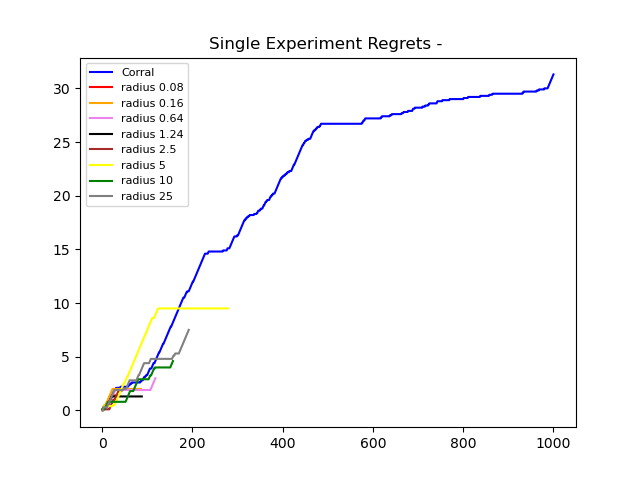 Single Experiment Regrets -
Corral
radius 0.08
radius 0.16
radius 0.64
radius 1.24
radius 2.5
radius 5
radius 10
radius 25
30
25
20
15
10
5
0
0 200 400 600 800 1000